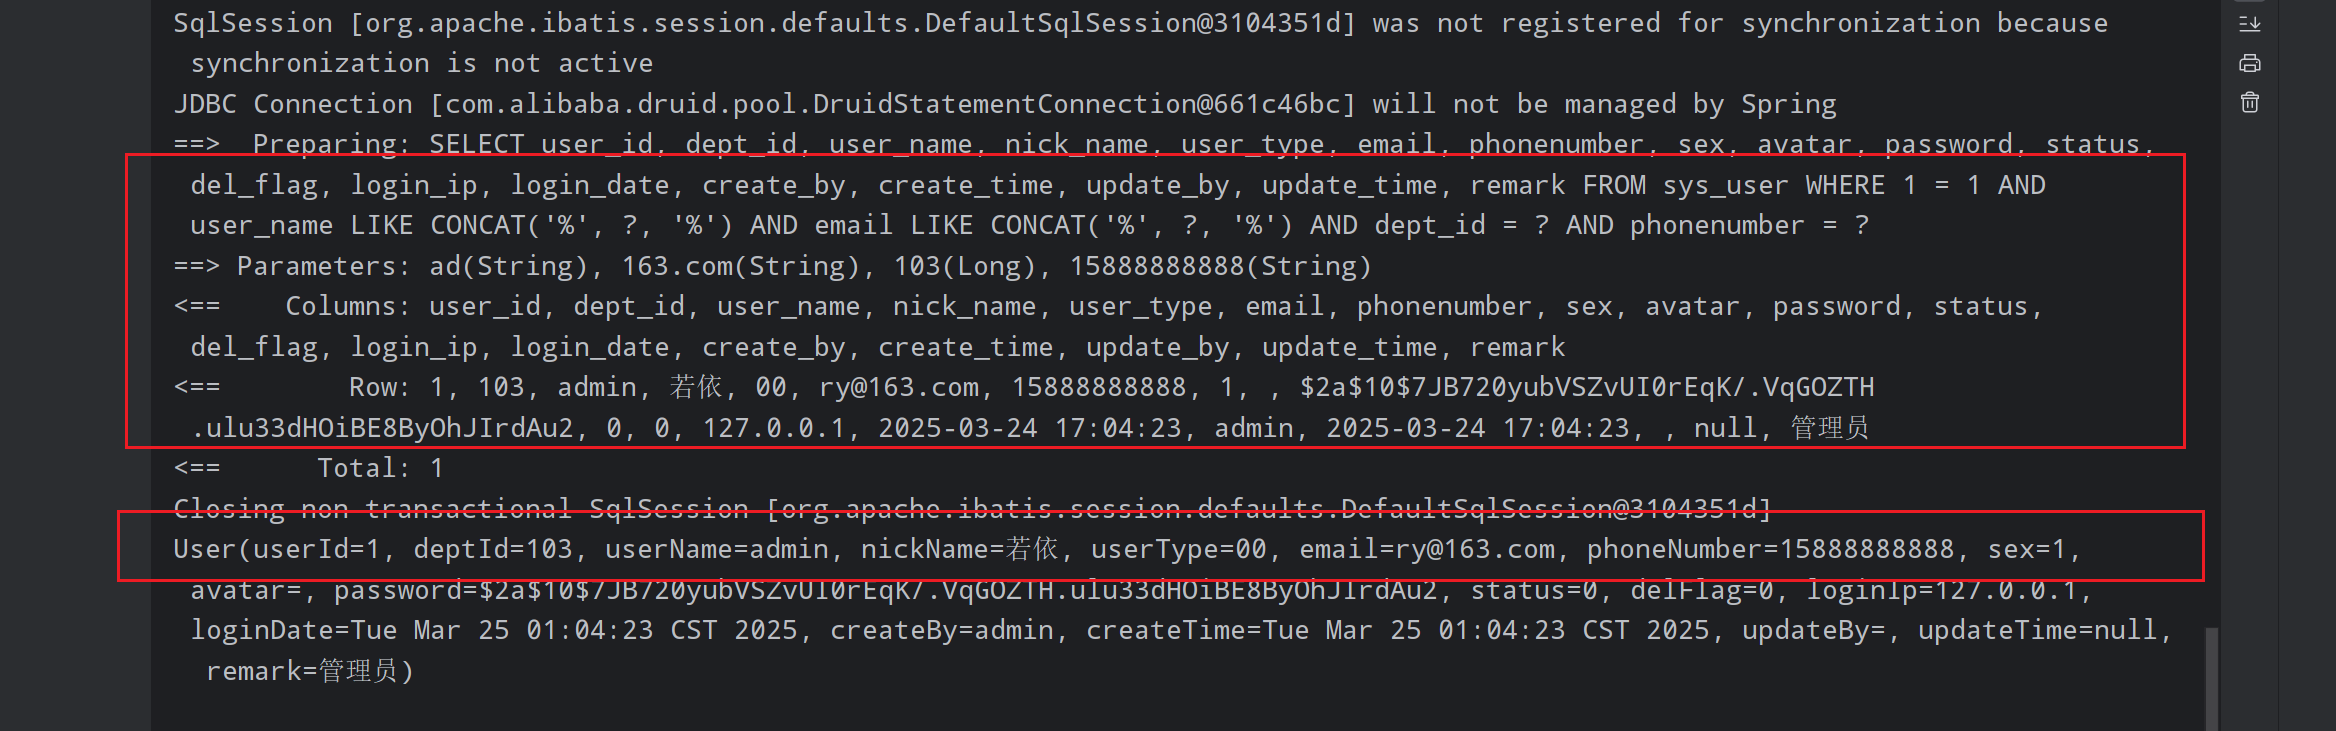 SqlSession [org.apache.ibatis.session.defaults.DefaultSqlSession@3104351d] was not registered for synchronization because
synchronization is not active
JDBC Connection [com.alibaba.druid.pool.DruidStatementConnection@661c46bc] will not be managed by Spring
==>  Preparing: SELECT user_id, dept_id, user_name, nick_name, user_type, email, phonenumber, sex, avatar, password, status,
del_flag, login_ip, login_date, create_by, create_time, update_by, update_time, remark FROM sys_user WHERE 1 = 1 AND
user_name LIKE CONCAT('%', ?, '%') AND email LIKE CONCAT('%', ?, '%') AND dept_id = ? AND phonenumber = ?
==> Parameters: ad(String), 163.com(String), 103(Long), 15888888888(String)
<==    Columns: user_id, dept_id, user_name, nick_name, user_type, email, phonenumber, sex, avatar, password, status,
del_flag, login_ip, login_date, create_by, create_time, update_by, update_time, remark
<==        Row: 1, 103, admin, 若依, 00, ry@163.com, 15888888888, 1, , $2a$10$7JB720yubVSZvUI0rEqK/.VqGOZTH
.ulu33dHOiBE8ByOhJIrdAu2, 0, 0, 127.0.0.1, 2025-03-24 17:04:23, admin, 2025-03-24 17:04:23, , null, 管理员
<==      Total: 1
Closing non transactional SqlSession [org.apache.ibatis.session.defaults.DefaultSqlSession@3104351d]
User(userId=1, deptId=103, userName=admin, nickName=若依, userType=00, email=ry@163.com, phoneNumber=15888888888, sex=1,
avatar=, password=$2a$10$7JB720yubVSZvUI0rEqK/.VqGOZTH.ulu33dHOiBE8ByOhJIrdAu2, status=0, delFlag=0, loginIp=127.0.0.1,
loginDate=Tue Mar 25 01:04:23 CST 2025, createBy=admin, createTime=Tue Mar 25 01:04:23 CST 2025, updateBy=, updateTime=null,
remark=管理员)